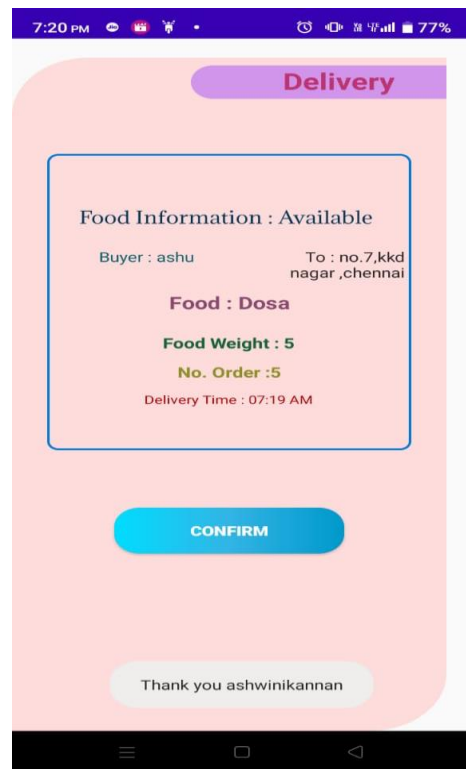 7:20 PM 77%
Delivery
Food Information : Available
Buyer : ashu
To : no.7,kkd
nagar ,chennai
Food : Dosa
Food Weight : 5
No. Order :5
Delivery Time : 07:19 AM
CONFIRM
Thank you ashwinikannan